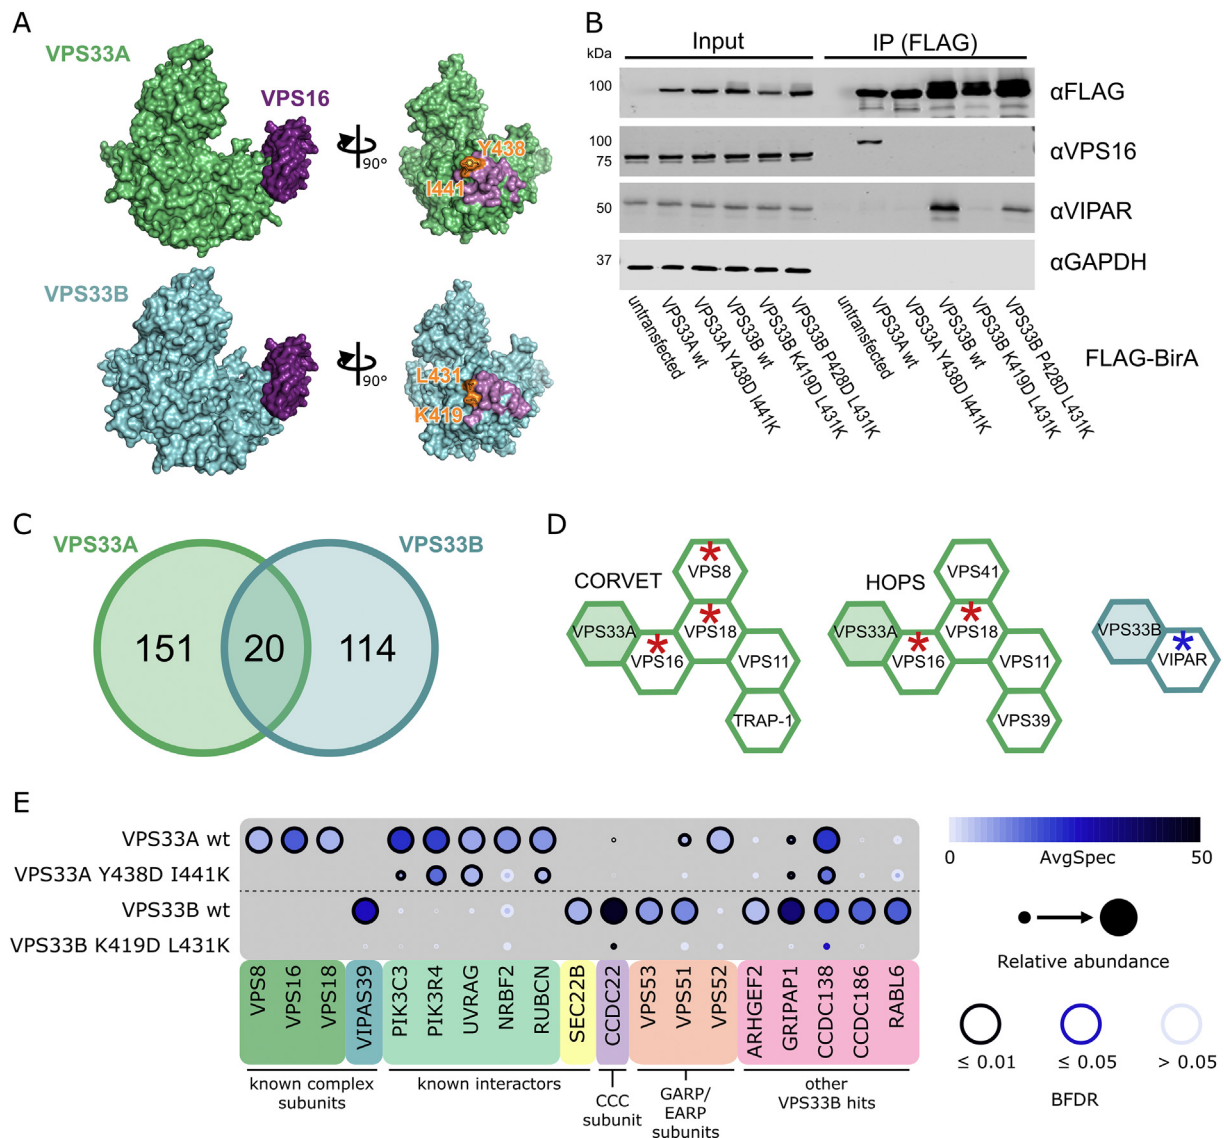 A
VPS33A
VPS16
90°
Y438
I441
VPS33B
90°
L431
K419
B
Input
IP (FLAG)
kDa
100
αFLAG
100
75
αVPS16
50
αVIPAR
37
αGAPDH
untransfected
VPS33A wt
VPS33A Y438D I441K
VPS33B wt
VPS33B K419D L431K
VPS33B P428D L431K
untransfected
VPS33A wt
VPS33A Y438D I441K
VPS33B wt
VPS33B K419D L431K
VPS33B P428D L431K
FLAG-BirA
C
VPS33A
VPS33B
151
20
114
D
CORVET
VPS8
VPS33A
VPS18
VPS16
VPS11
TRAP-1
HOPS
VPS41
VPS33A
VPS18
VPS16
VPS11
VPS39
VPS33B
VIPAR
E
VPS33A wt
VPS33A Y438D I441K
VPS33B wt
VPS33B K419D L431K
VPS8
VPS16
VPS18
VIPAS39
PIK3C3
PIK3R4
UVRAG
NRBF2
RUBCN
SEC22B
CCDC22
VPS53
VPS51
VPS52
ARHGEF2
GRIPAP1
CCDC138
CCDC186
RABL6
known complex
subunits
known interactors
CCC
subunit
GARP/
EARP
subunits
other
VPS33B hits
0
AvgSpec
50
Relative abundance
≤ 0.01
≤ 0.05
> 0.05
BFDR